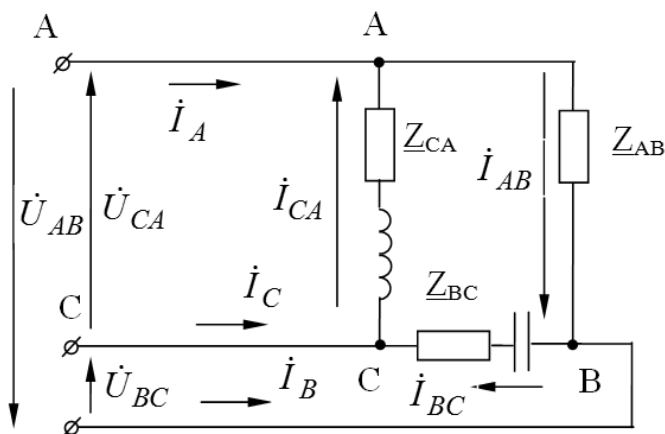 A
A
İ_A
Z_CA
Z_AB
İ_AB
U̇_AB
U̇_CA
İ_CA
C
İ_C
Z_BC
U̇_BC
İ_B
C
İ_BC
B